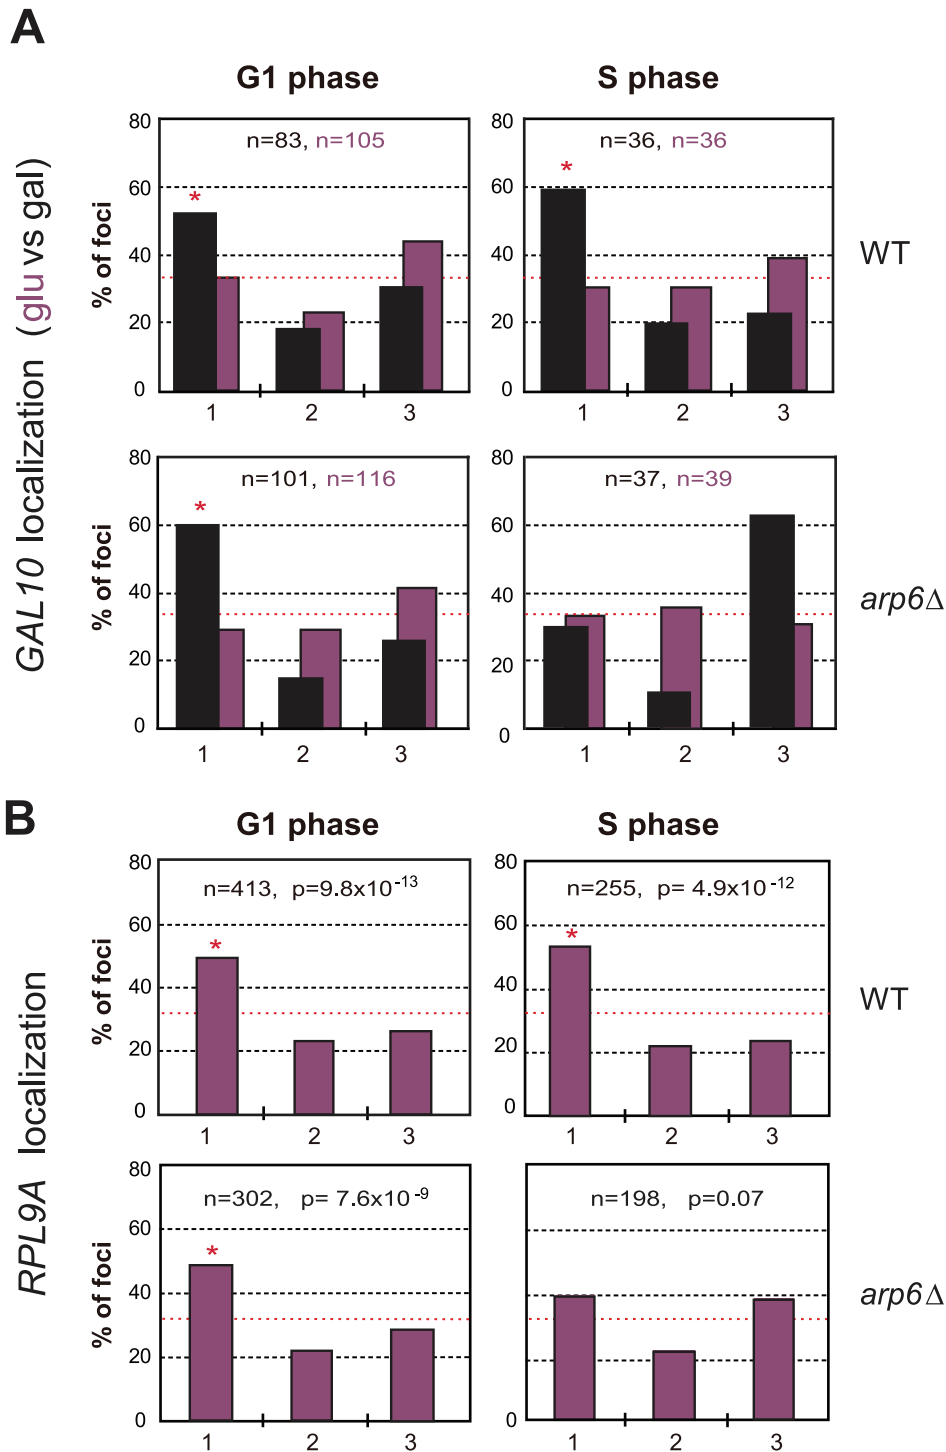 A
G1 phase
S phase
GAL10 localization (glu vs gal)
% of foci
80
60
40
20
0
n=83, n=105
*
1
2
3
80
60
40
20
0
n=36, n=36
*
1
2
3
WT
% of foci
80
60
40
20
0
n=101, n=116
*
1
2
3
80
60
40
20
0
n=37, n=39
1
2
3
arp6Δ
B
G1 phase
S phase
RPL9A localization
% of foci
80
60
40
20
0
n=413, p=9.8x10⁻¹³
*
1
2
3
80
60
40
20
0
n=255, p= 4.9x10⁻¹²
*
1
2
3
WT
% of foci
80
60
40
20
0
n=302, p= 7.6x10⁻⁹
*
1
2
3
0
n=198, p=0.07
1
2
3
arp6Δ